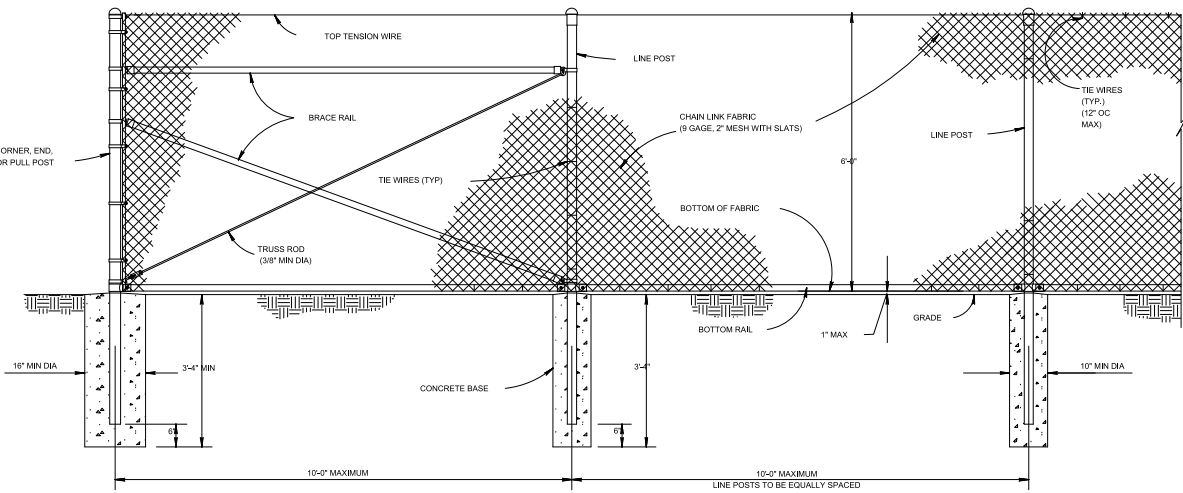 TOP TENSION WIRE
LINE POST
BRACE RAIL
CHAIN LINK FABRIC
(9 GAGE, 2" MESH WITH SLATS)
TIE WIRES
(TYP.)
(12" OC
MAX)
LINE POST
CORNER, END,
OR PULL POST
6'-0"
TIE WIRES (TYP)
BOTTOM OF FABRIC
TRUSS ROD
(3/8" MIN DIA)
BOTTOM RAIL
1" MAX
GRADE
16" MIN DIA
3'-4" MIN
CONCRETE BASE
3'-4"
10" MIN DIA
6"
6"
10'-0" MAXIMUM
10'-0" MAXIMUM
LINE POSTS TO BE EQUALLY SPACED